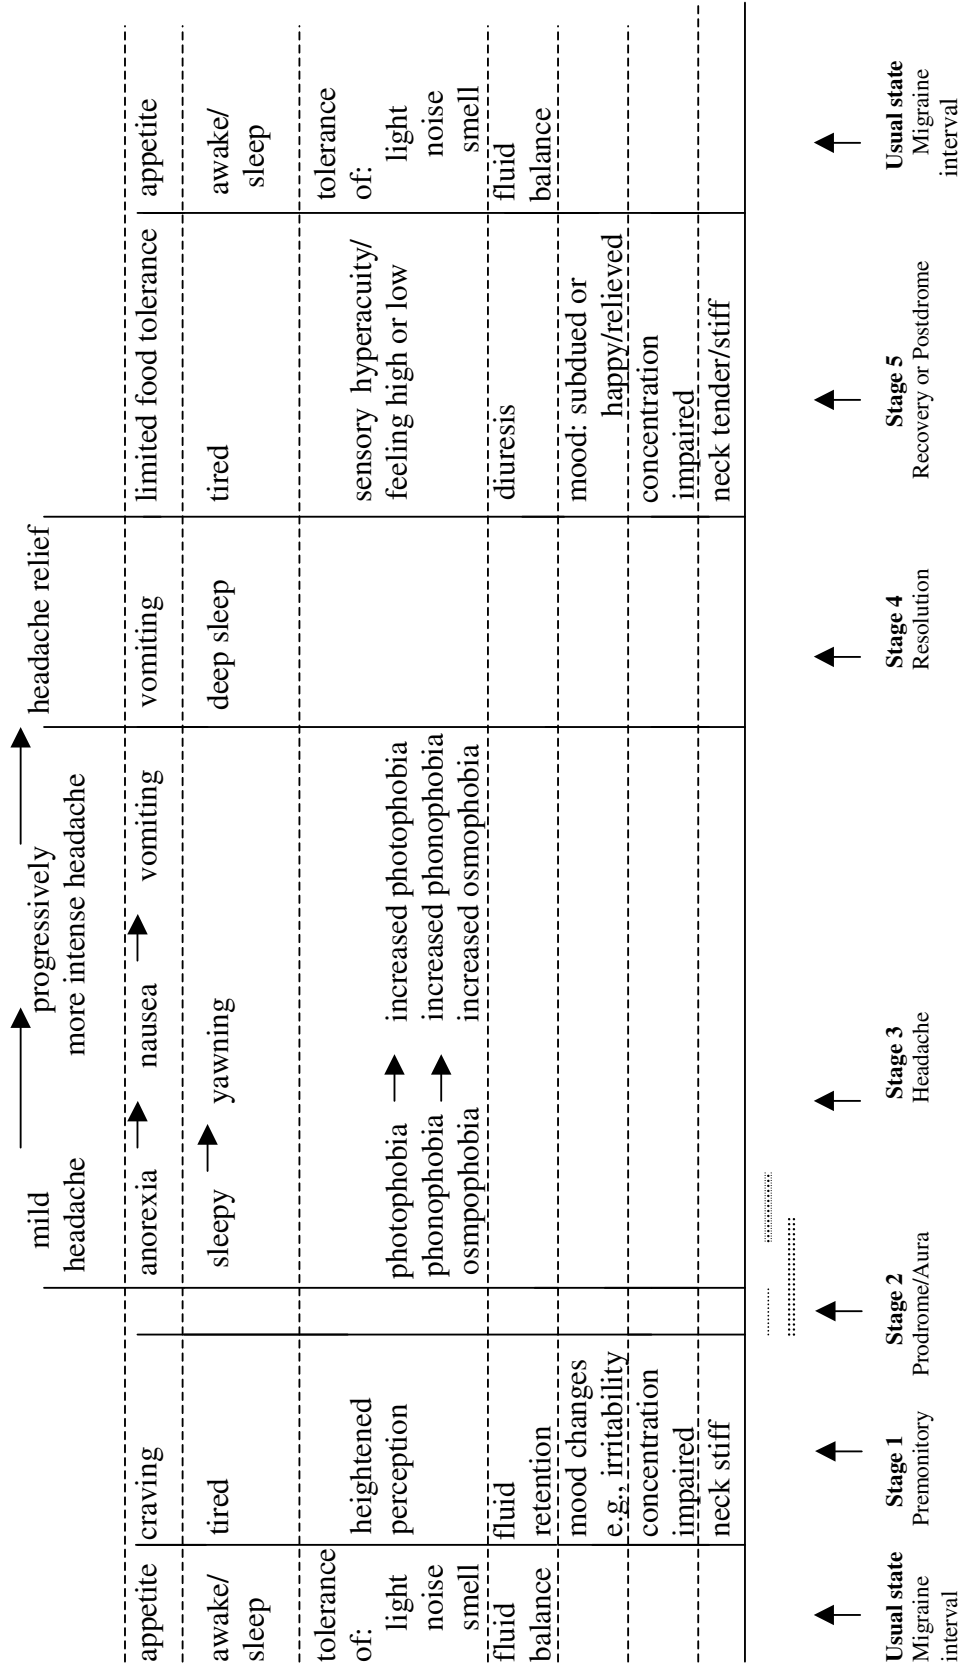 mild
headache
progressively
more intense headache
headache relief
appetite
craving
anorexia
nausea
vomiting
vomiting
limited food tolerance
appetite
awake/
sleep
tired
sleepy
yawning
deep sleep
tired
awake/
sleep
tolerance
of:
light
noise
smell
heightened
perception
photophobia
increased photophobia
phonophobia
increased phonophobia
osmpophobia
increased osmophobia
sensory hyperacuity/
feeling high or low
tolerance
of:
light
noise
smell
fluid
balance
fluid
retention
diuresis
fluid
balance
mood changes
e.g., irritability
mood: subdued or
happy/relieved
concentration
impaired
concentration
impaired
neck stiff
neck tender/stiff
Usual state
Migraine
interval
Stage 1
Premonitory
Stage 2
Prodrome/Aura
Stage 3
Headache
Stage 4
Resolution
Stage 5
Recovery or Postdrome
Usual state
Migraine
interval